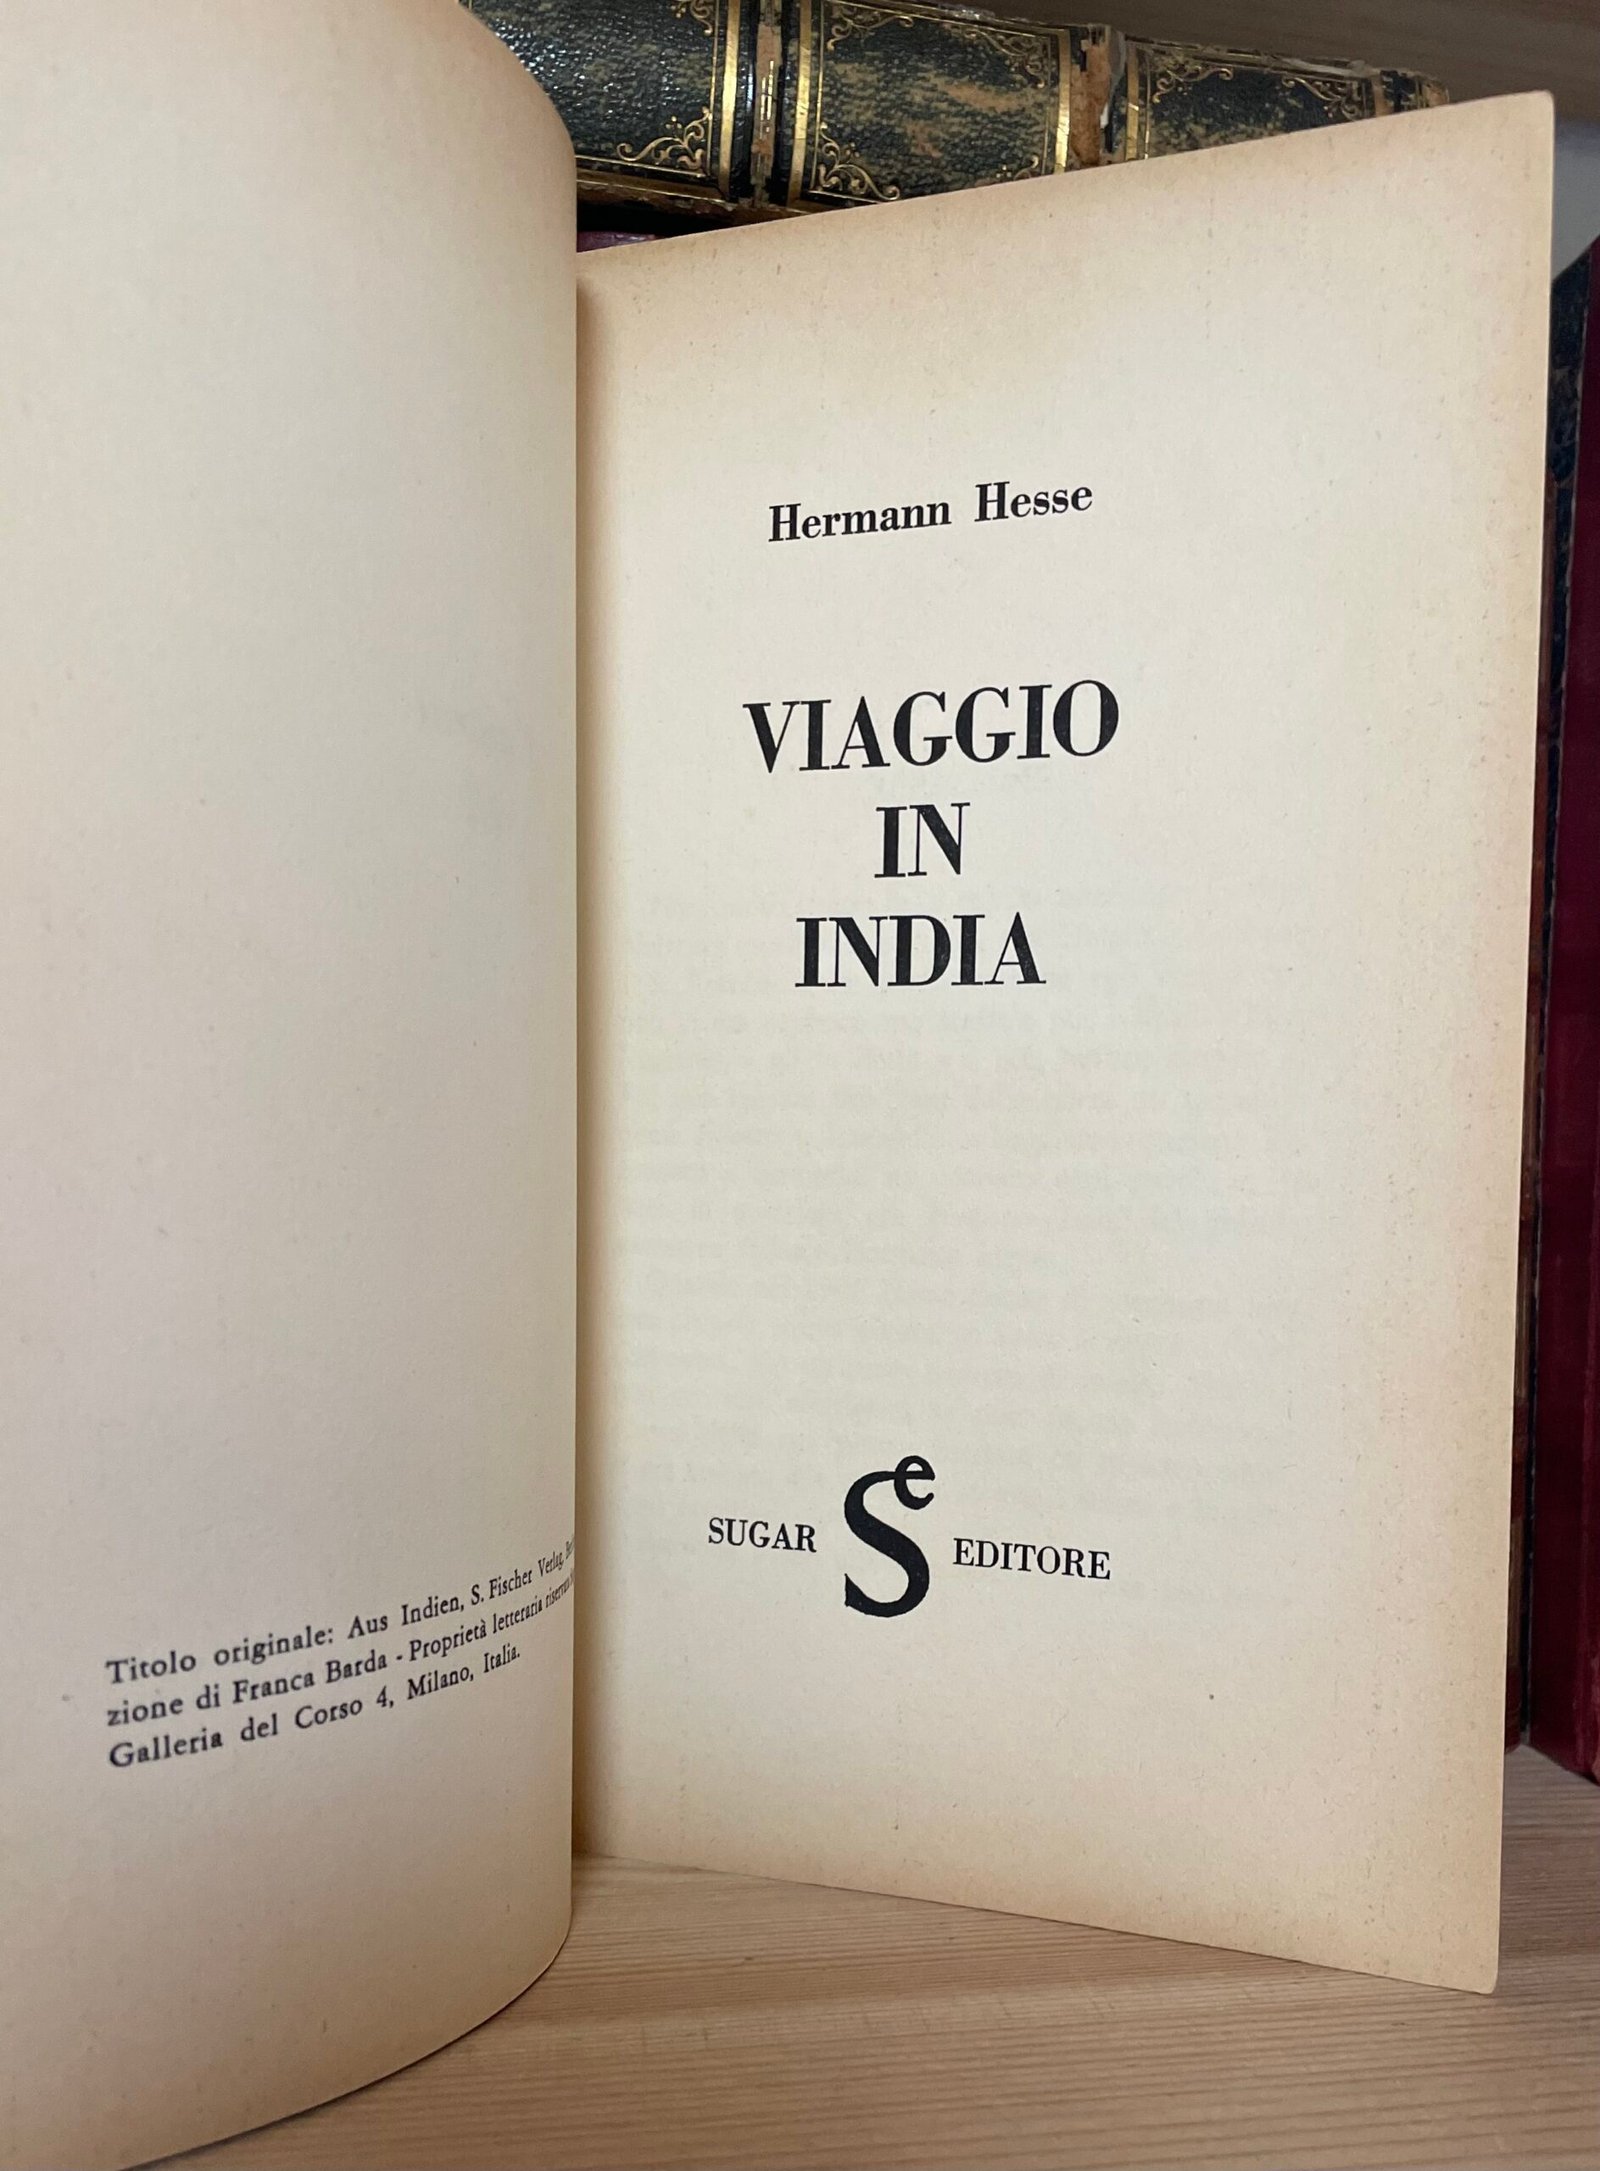 Titolo originale: Aus Indien, S. Fischer Verlag,
zione di Franca Barda - Proprietà letteraria
Galleria del Corso 4, Milano, Italia.
Hermann Hesse
VIAGGIO
IN
INDIA
SUGAR Se EDITORE